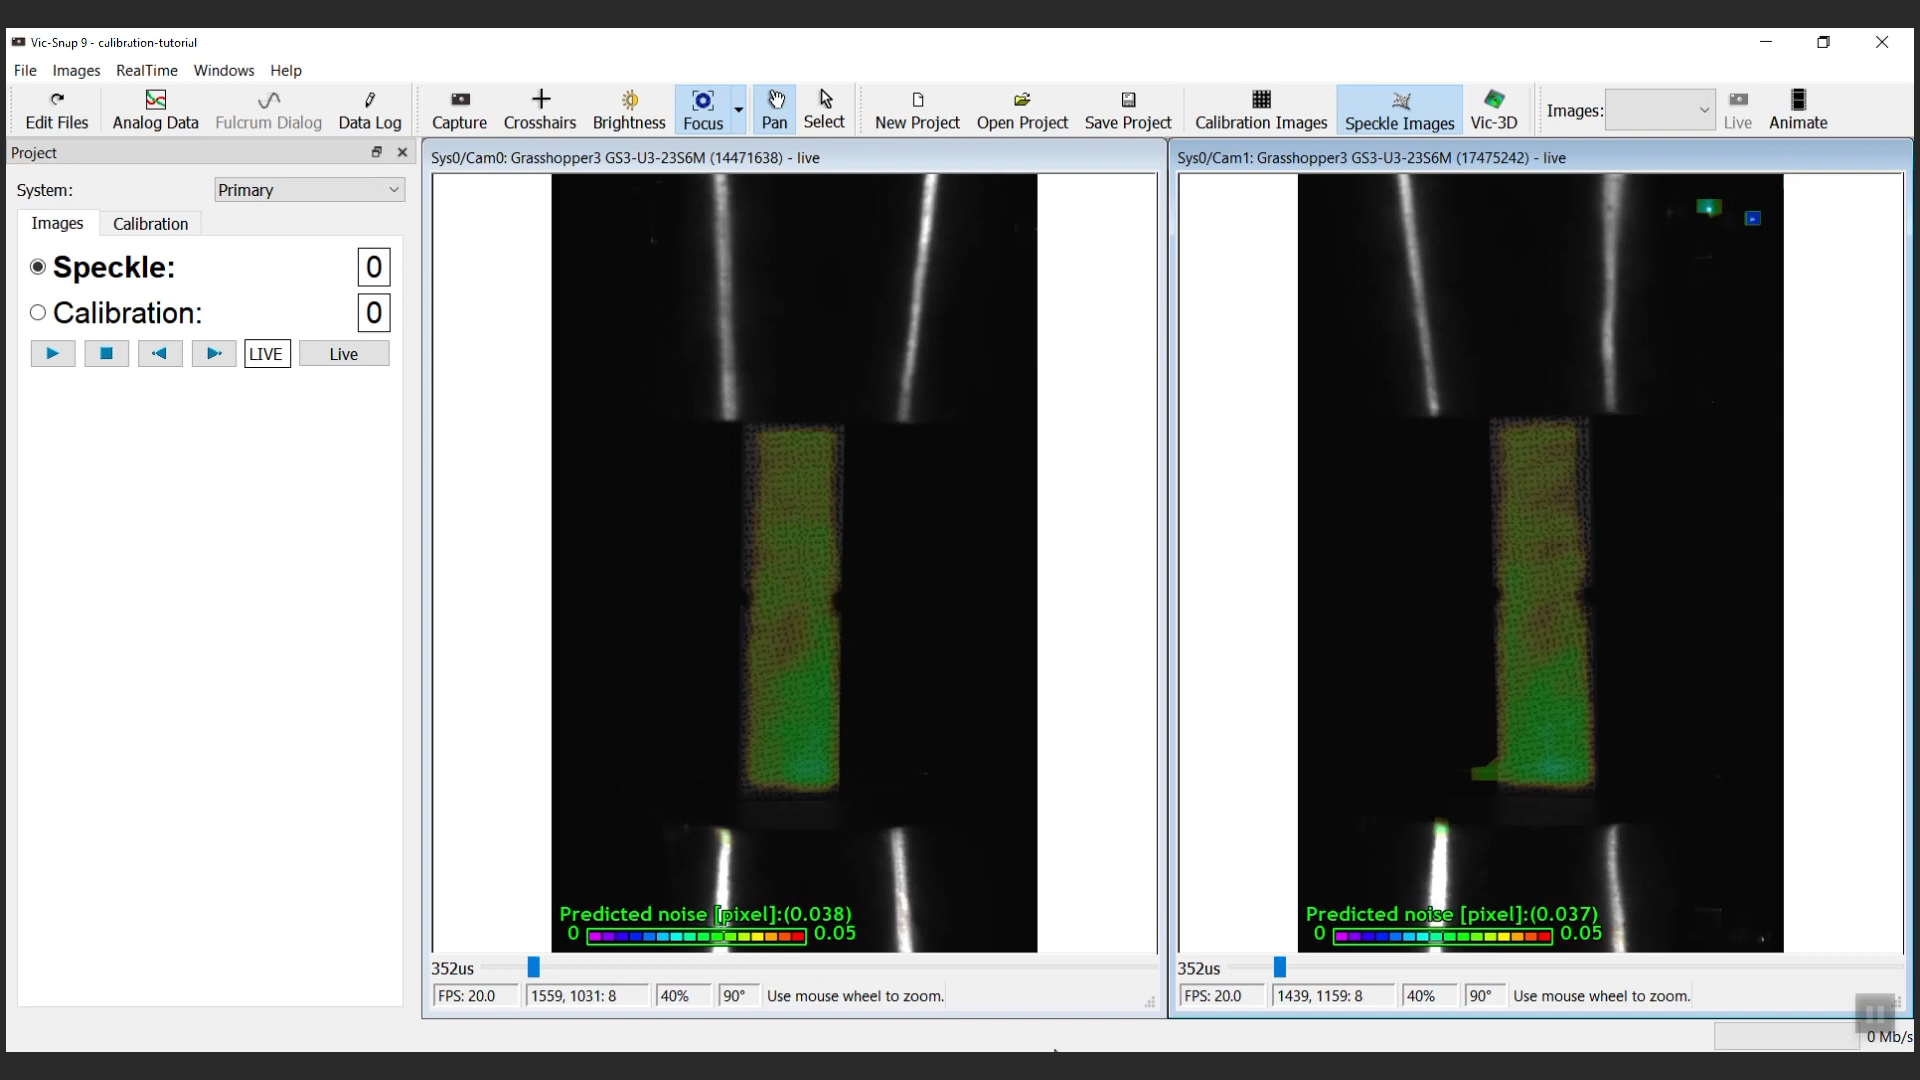 Vic-Snap 9 - calibration-tutorial
File Images RealTime Windows Help
Edit Files Analog Data Fulcrum Dialog Data Log Capture Crosshairs Brightness Focus Pan Select New Project Open Project Save Project Calibration Images Speckle Images Vic-3D Images: Live Animate
Project
System: Primary
Images Calibration
Speckle: 0
Calibration: 0
LIVE Live
Sys0/Cam0: Grasshopper3 GS3-U3-23S6M (14471638) - live
Predicted noise [pixel]:(0.038)
0 0.05
352us
FPS: 20.0 1559, 1031: 8 40% 90° Use mouse wheel to zoom.
Sys0/Cam1: Grasshopper3 GS3-U3-23S6M (17475242) - live
Predicted noise [pixel]:(0.037)
0 0.05
352us
FPS: 20.0 1439, 1159: 8 40% 90° Use mouse wheel to zoom.
0 Mb/s